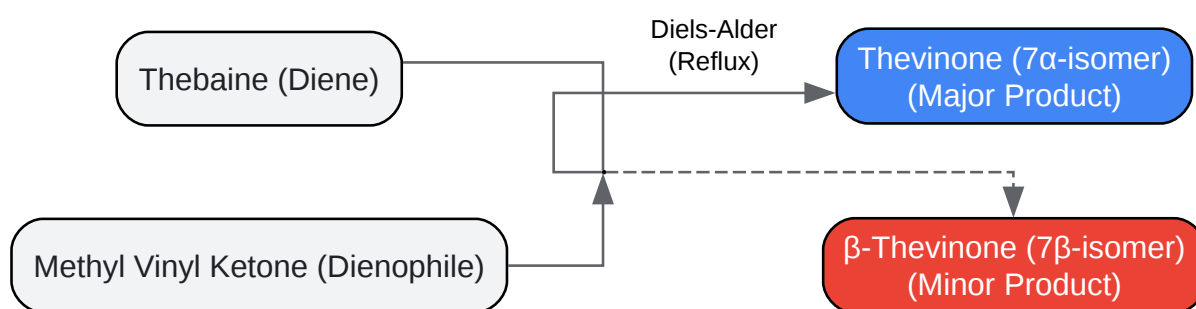 Thebaine (Diene)
Diels-Alder
(Reflux)
Thevinone (7α-isomer)
(Major Product)
Methyl Vinyl Ketone (Dienophile)
β-Thevinone (7β-isomer)
(Minor Product)